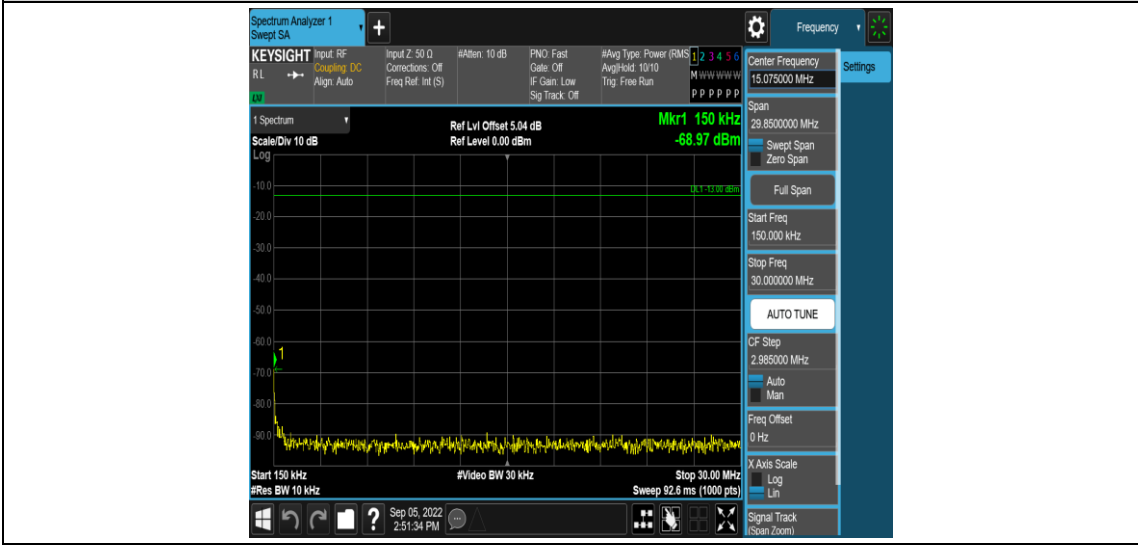 Spectrum Analyzer 1
Swept SA
+
Frequency
KEYSIGHT
RL
LM
Input: RF
Coupling: DC
Align: Auto
Input Z: 50 Ω
Corrections: Off
Freq Ref: Int (S)
#Atten: 10 dB
PNO: Fast
Gate: Off
IF Gain: Low
Sig Track: Off
#Avg Type: Power (RMS
Avg|Hold: 10/10
Trig: Free Run
1 2 3 4 5 6
M W W W W W
P P P P P P
1 Spectrum
Scale/Div 10 dB
Log
Ref Lvl Offset 5.04 dB
Ref Level 0.00 dBm
Mkr1 150 kHz
-68.97 dBm
DL1 -13.00 dBm
-10.0
-20.0
-30.0
-40.0
-50.0
-60.0
-70.0
-80.0
-90.0
1
Start 150 kHz
#Res BW 10 kHz
#Video BW 30 kHz
Stop 30.00 MHz
Sweep 92.6 ms (1000 pts)
Center Frequency
15.075000 MHz
Settings
Span
29.8500000 MHz
Swept Span
Zero Span
Full Span
Start Freq
150.000 kHz
Stop Freq
30.000000 MHz
AUTO TUNE
CF Step
2.985000 MHz
Auto
Man
Freq Offset
0 Hz
X Axis Scale
Log
Lin
Signal Track
(Span Zoom)
?
Sep 05, 2022
2:51:34 PM